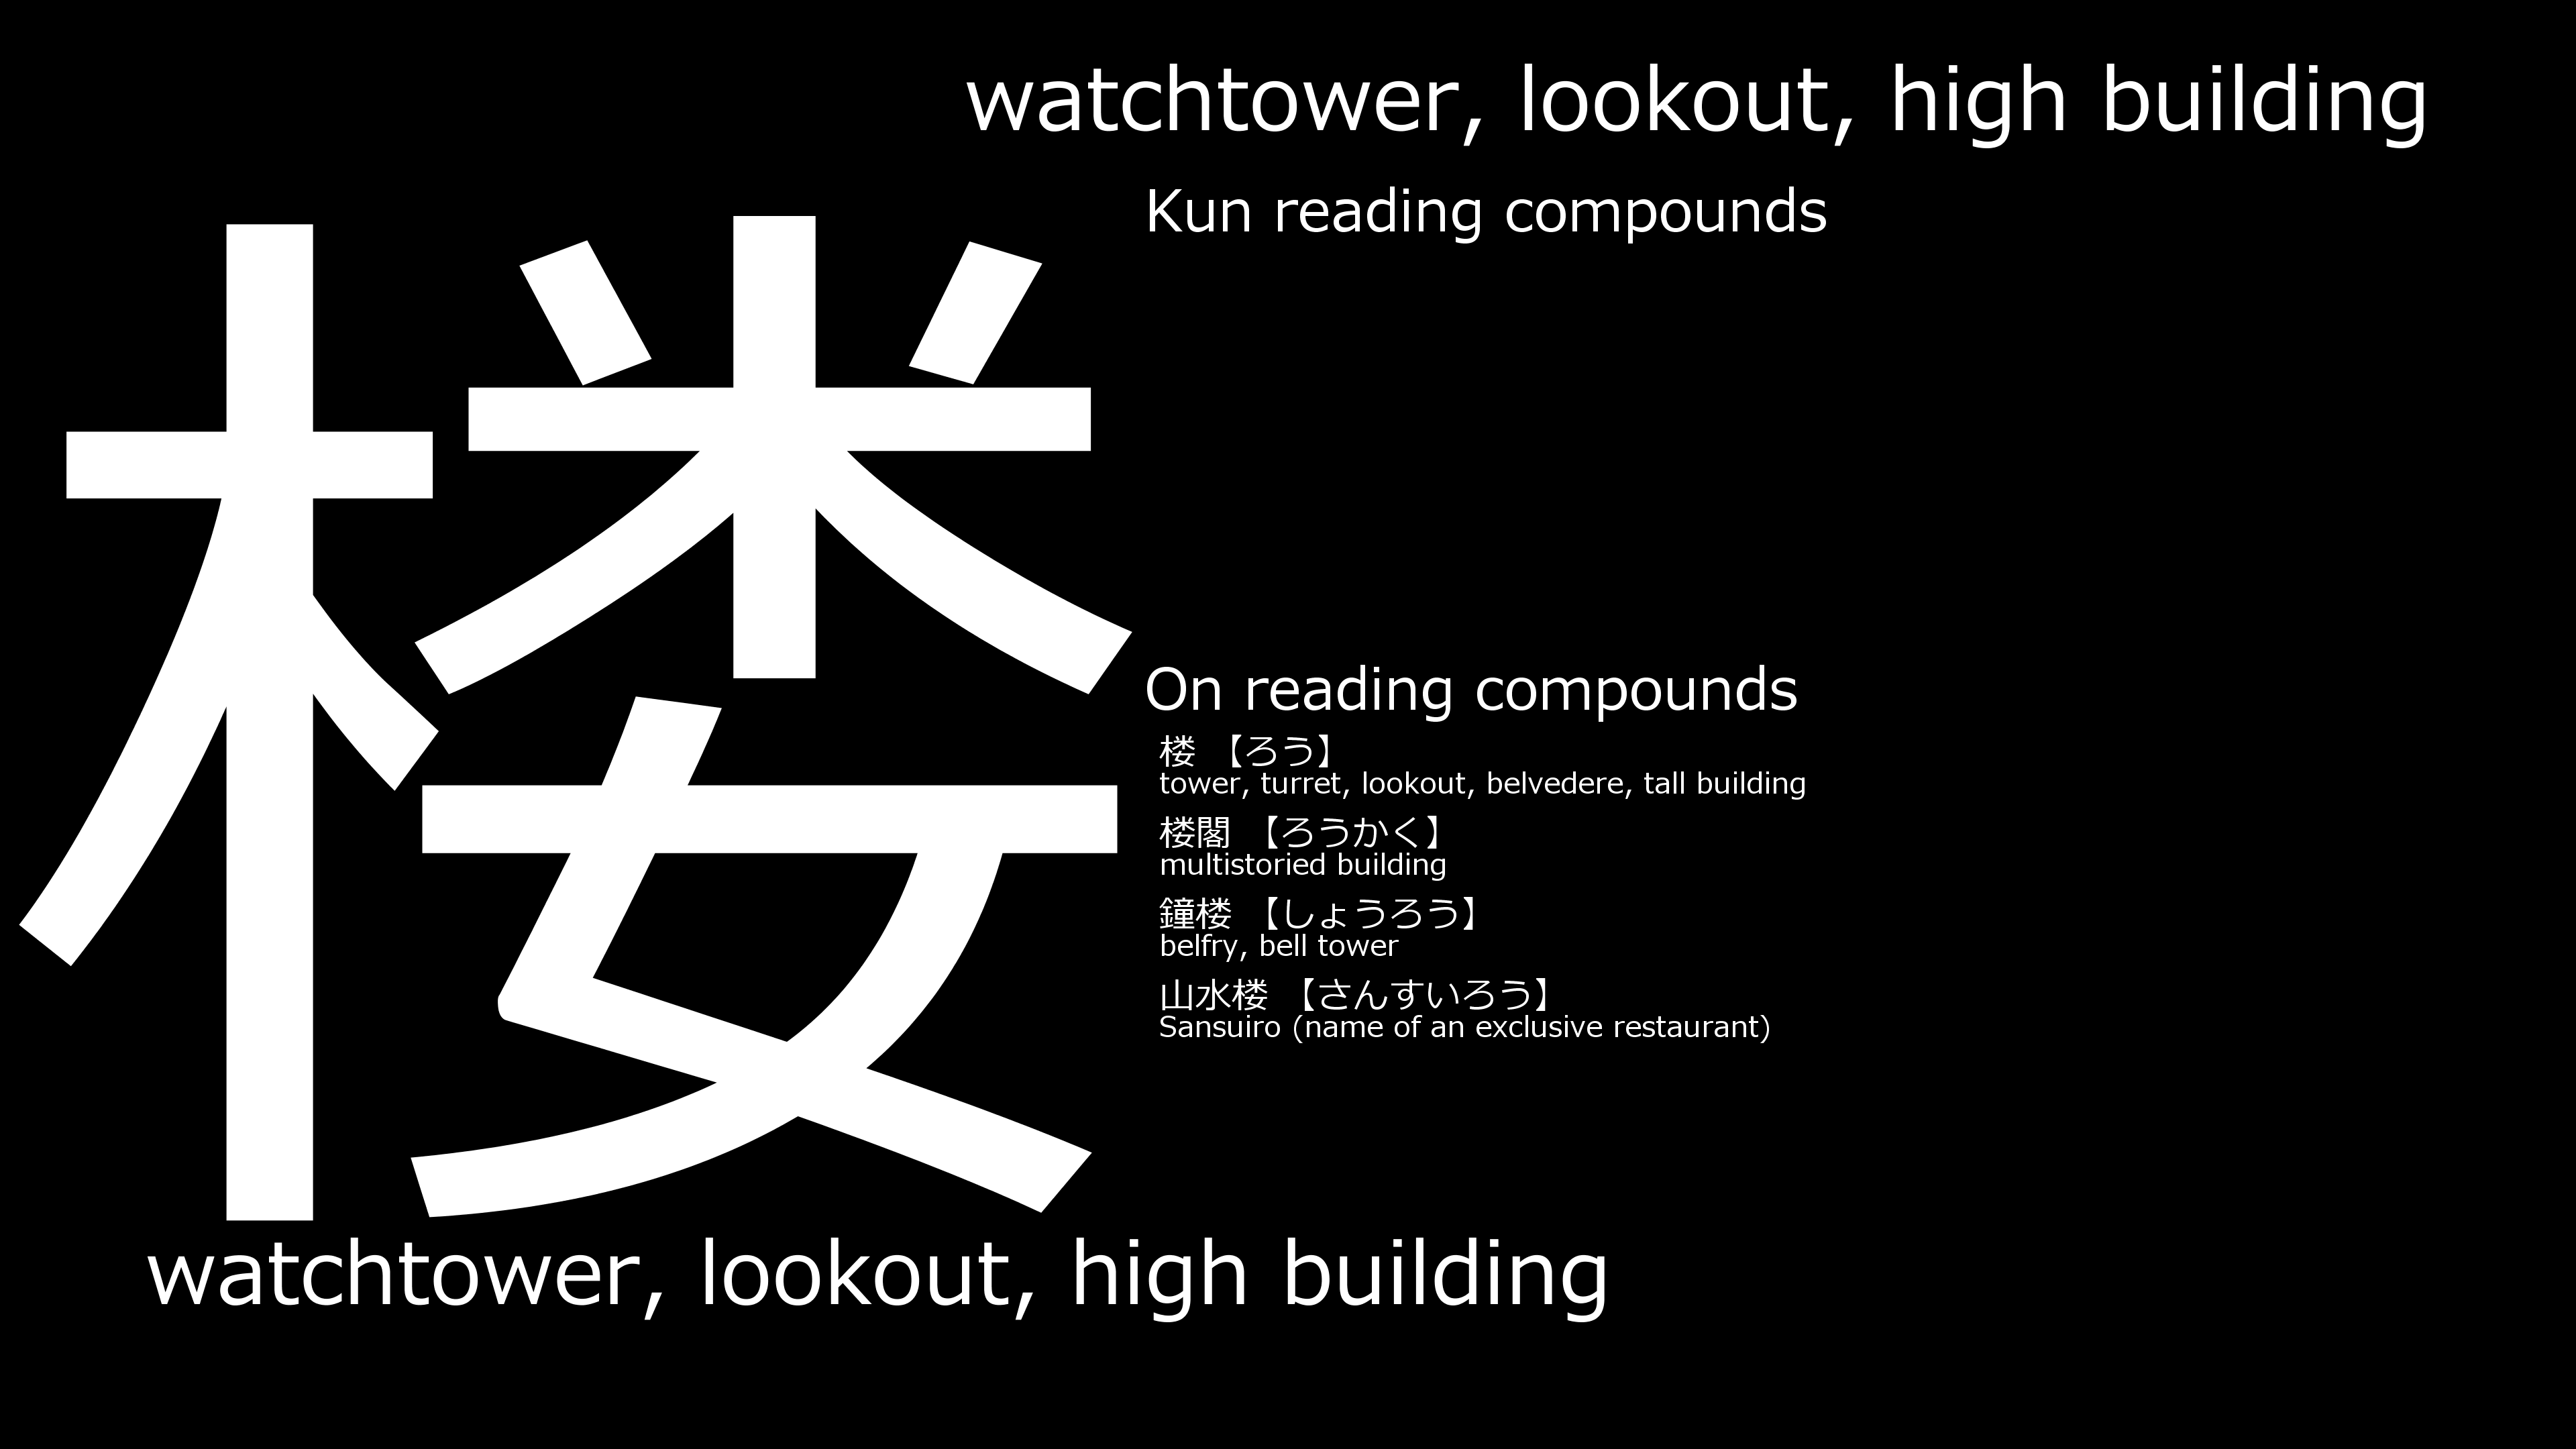 楼
watchtower, lookout, high building
Kun reading compounds
On reading compounds
楼 【ろう】
tower, turret, lookout, belvedere, tall building
楼閣 【ろうかく】
multistoried building
鐘楼 【しょうろう】
belfry, bell tower
山水楼 【さんすいろう】
Sansuiro (name of an exclusive restaurant)
watchtower, lookout, high building